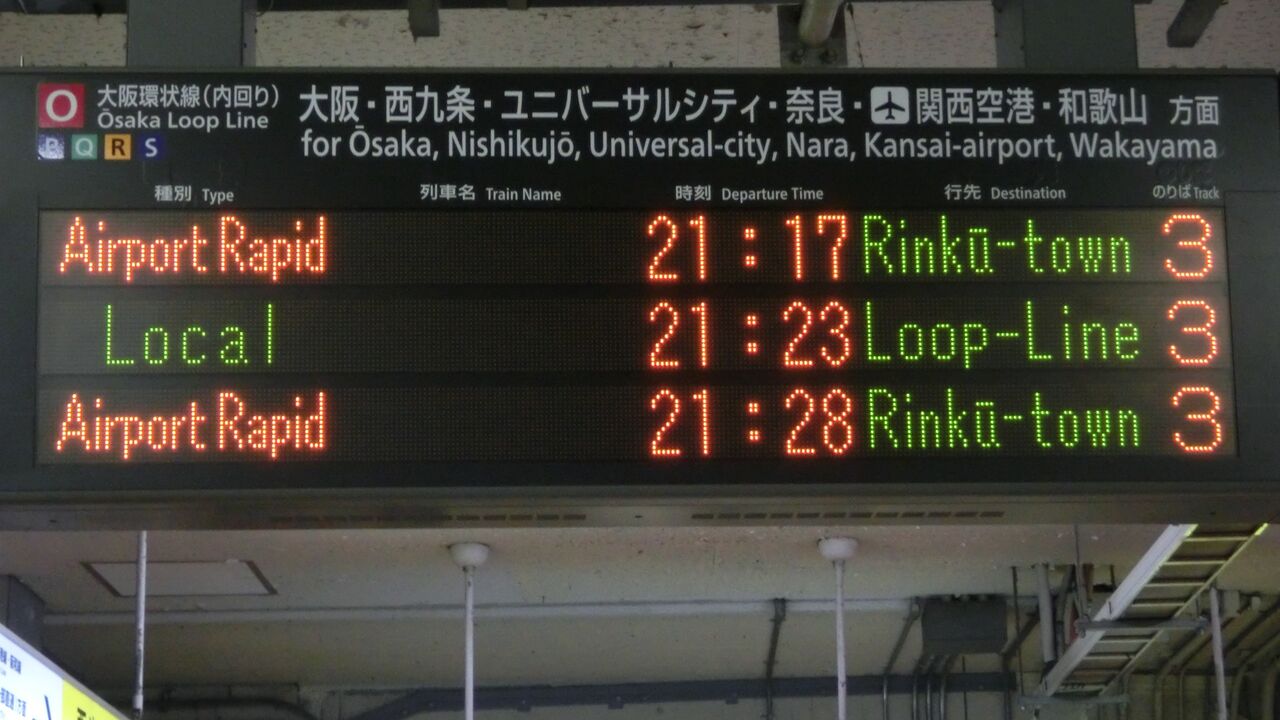 O 大阪環状線(内回り)
Ōsaka Loop Line
P Q R S
大阪・西九条・ユニバーサルシティ・奈良・関西空港・和歌山 方面
for Ōsaka, Nishikujō, Universal-city, Nara, Kansai-airport, Wakayama
種別 Type 列車名 Train Name 時刻 Departure Time 行先 Destination のりば Track
Airport Rapid 21:17 Rinkū-town 3
Local 21:23 Loop-Line 3
Airport Rapid 21:28 Rinkū-town 3